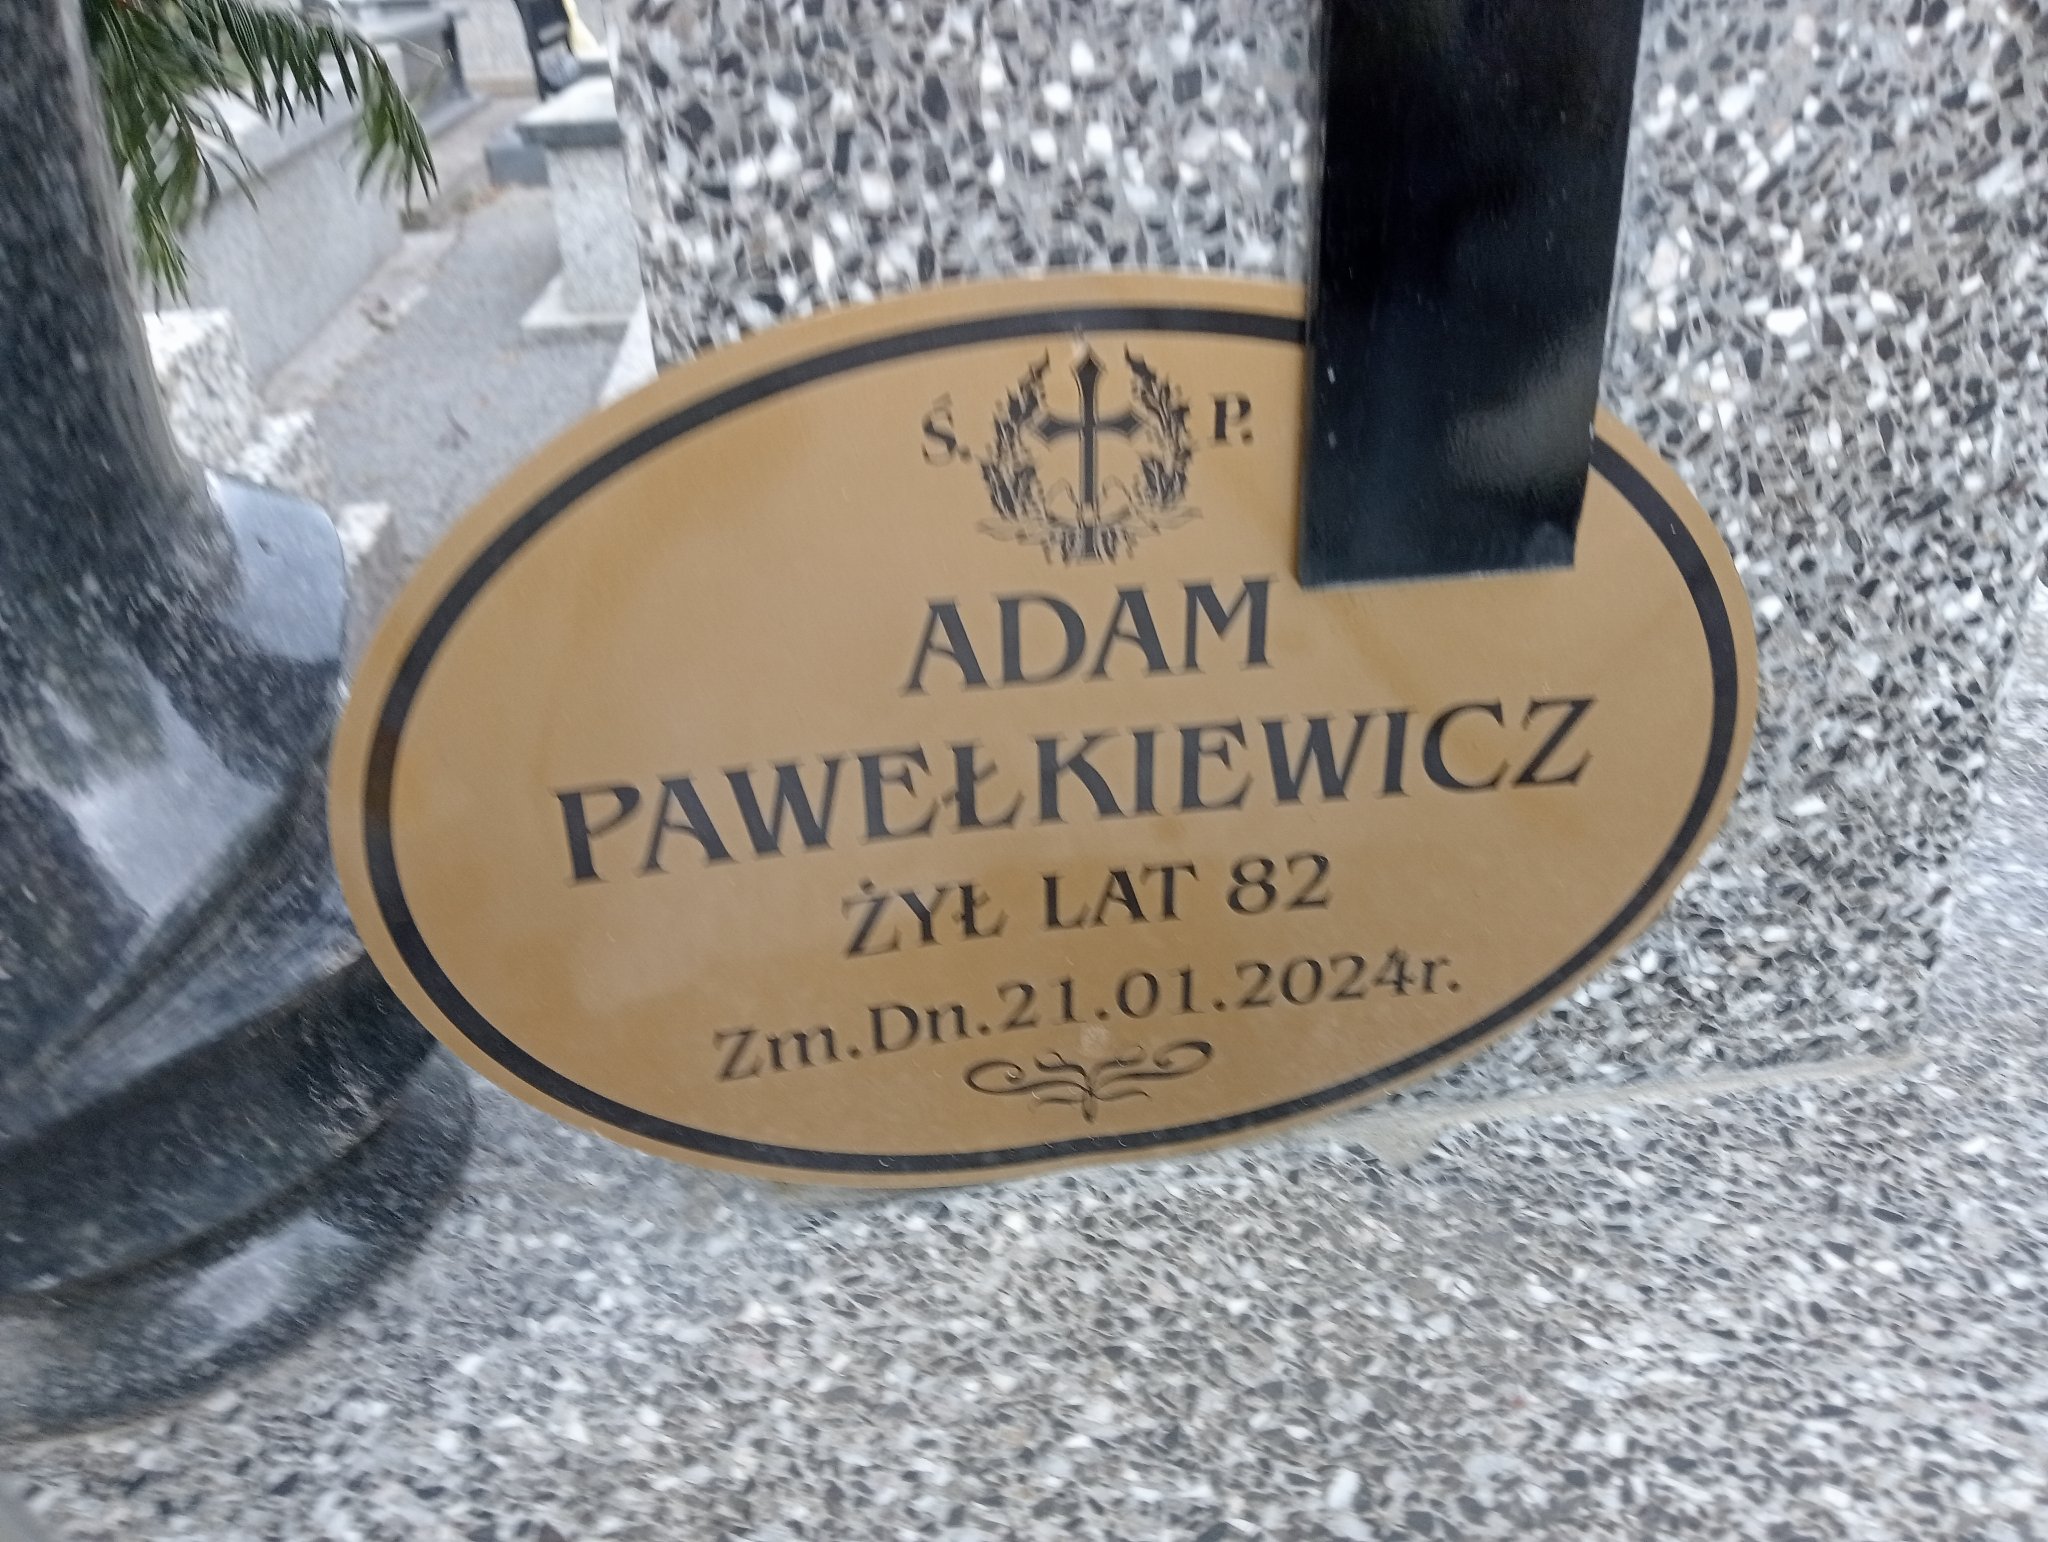 Ś. P.
ADAM
PAWEŁKIEWICZ
ŻYŁ LAT 82
Zm.Dn.21.01.2024r.